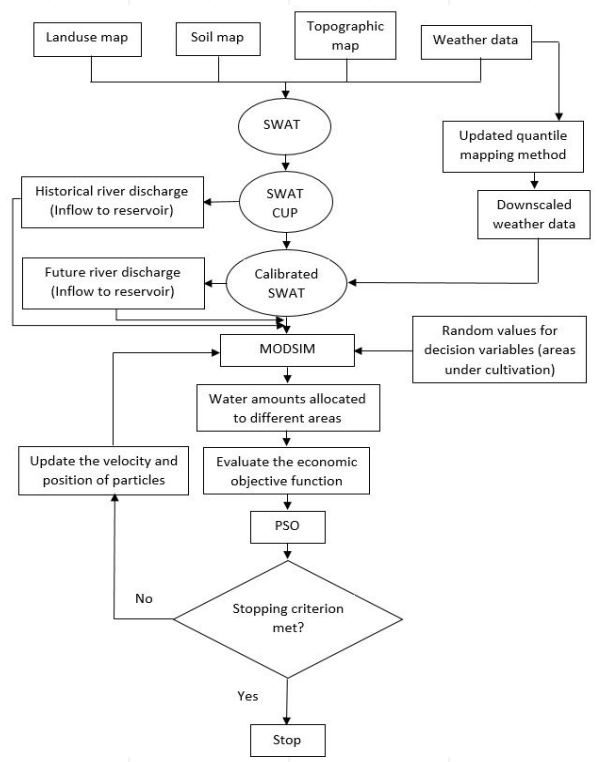 Landuse map
Soil map
Topographic
map
Weather data
SWAT
Updated quantile
mapping method
Historical river discharge
(Inflow to reservoir)
SWAT
CUP
Downscaled
weather data
Future river discharge
(Inflow to reservoir)
Calibrated
SWAT
MODSIM
Random values for
decision variables (areas
under cultivation)
Water amounts allocated
to different areas
Update the velocity and
position of particles
Evaluate the economic
objective function
PSO
Stopping criterion
met?
No
Yes
Stop